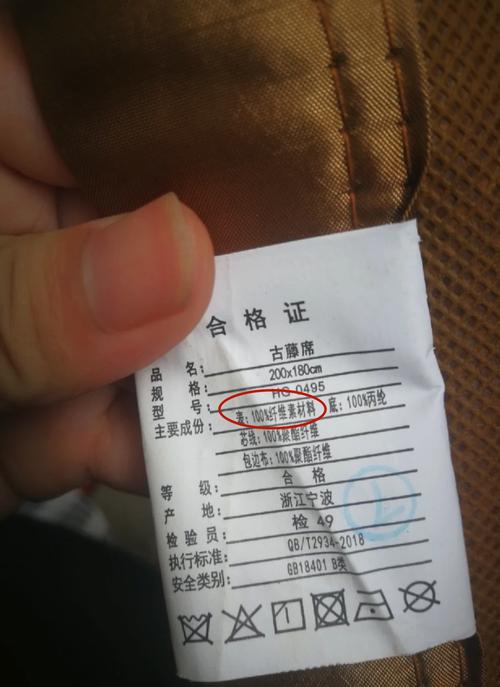 合格证
品名：古藤席
规格：200x180cm
型号：HG 0495
主要成份：表：100%纤维素材料 底：100%丙纶
芯线：100%聚酯纤维
包边布：100%聚酯纤维
等级：合格
产地：浙江宁波
检验员：检 49
执行标准：QB/T2934-2018
安全类别：GB18401 B类